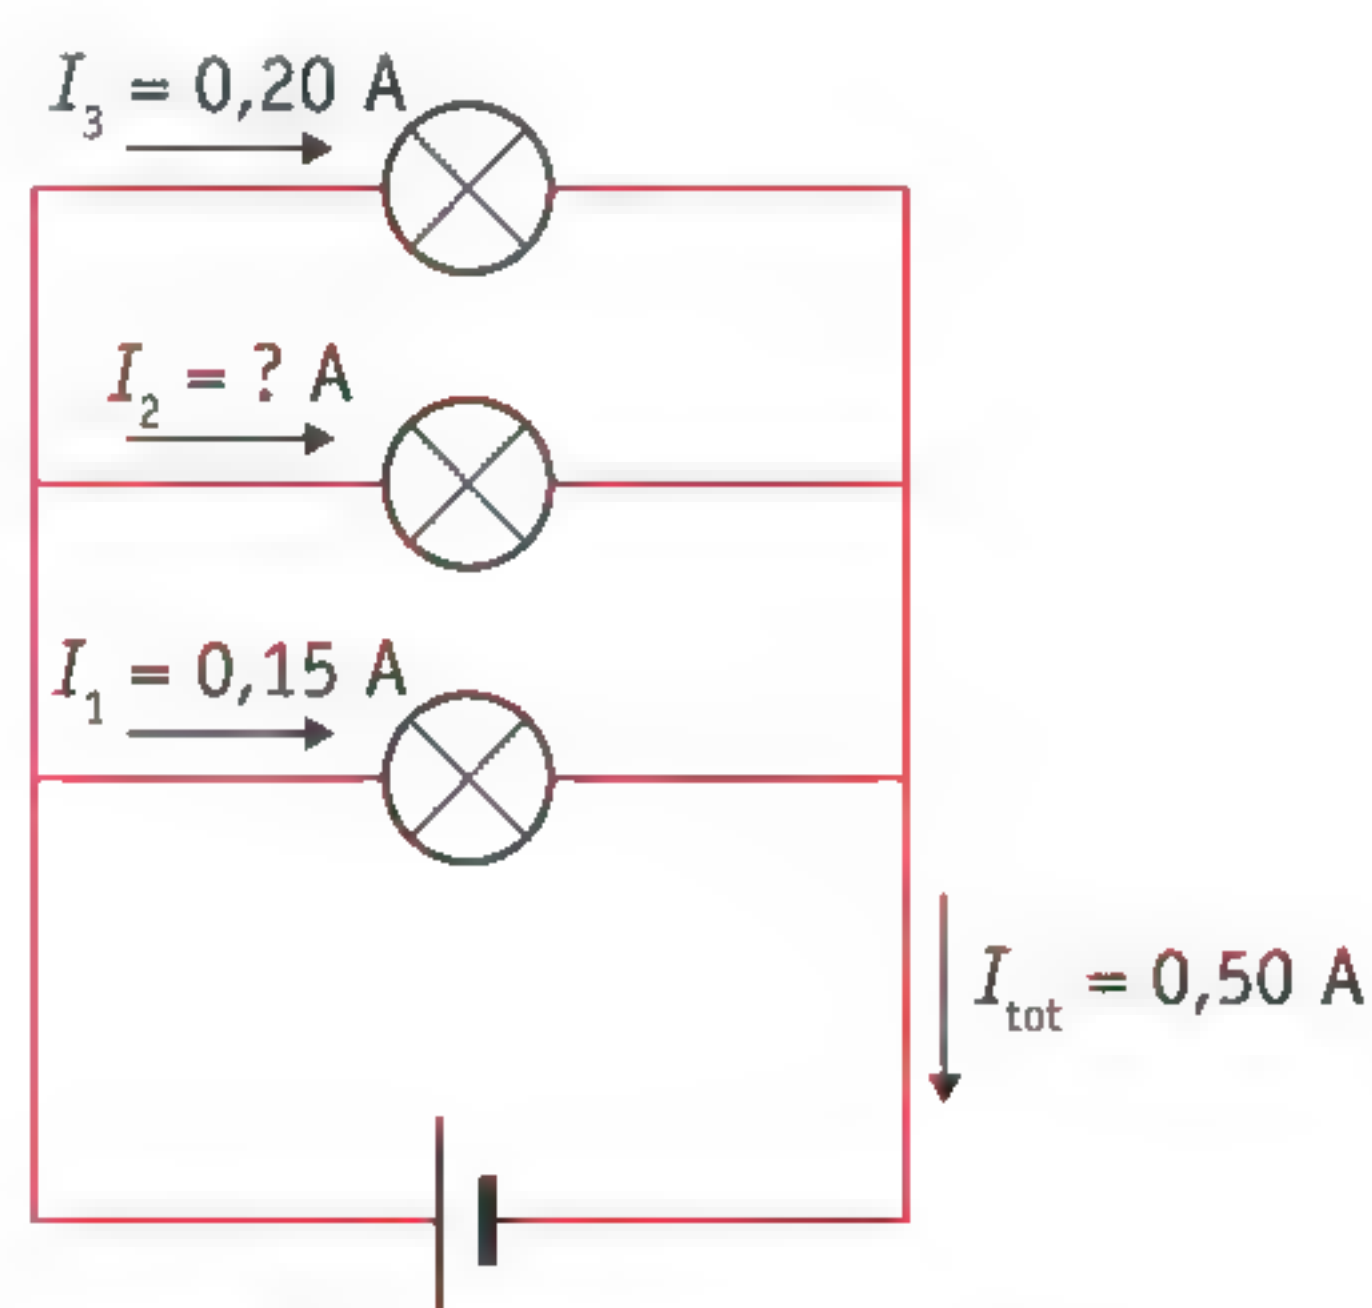 I₃ = 0,20 A
I₂ = ? A
I₁ = 0,15 A
Iₜₒₜ = 0,50 A